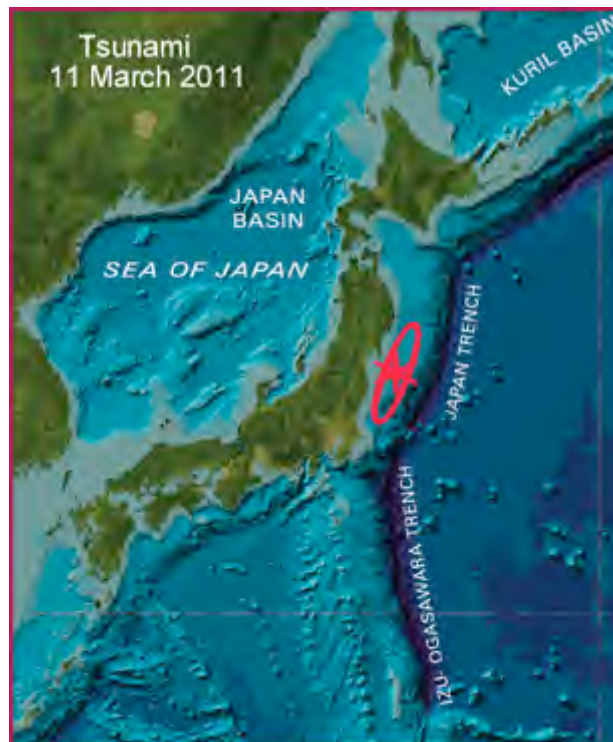 Tsunami
11 March 2011
KURIL BASIN
JAPAN
BASIN
SEA OF JAPAN
JAPAN TRENCH
IZU- OGASAWARA TRENCH